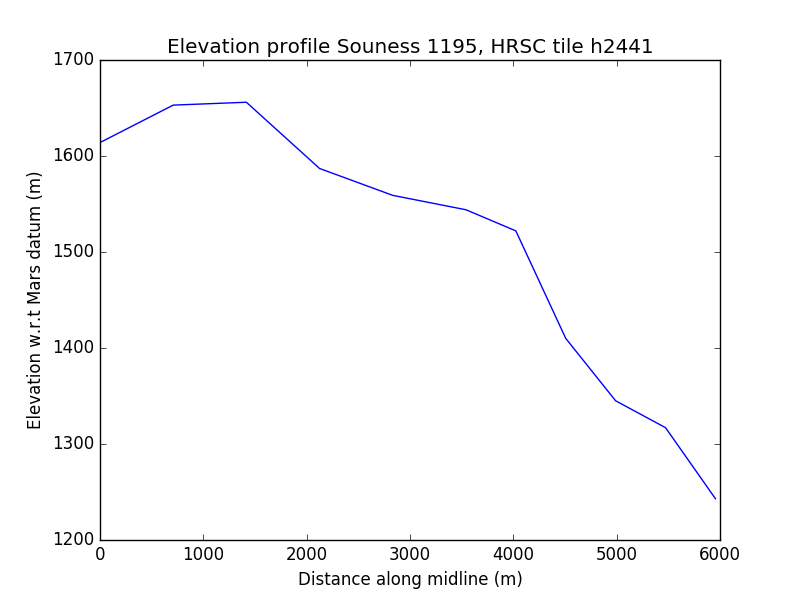 Elevation profile Souness 1195, HRSC tile h2441
1700
1600
1500
1400
1300
1200
Elevation w.r.t Mars datum (m)
0 1000 2000 3000 4000 5000 6000
Distance along midline (m)